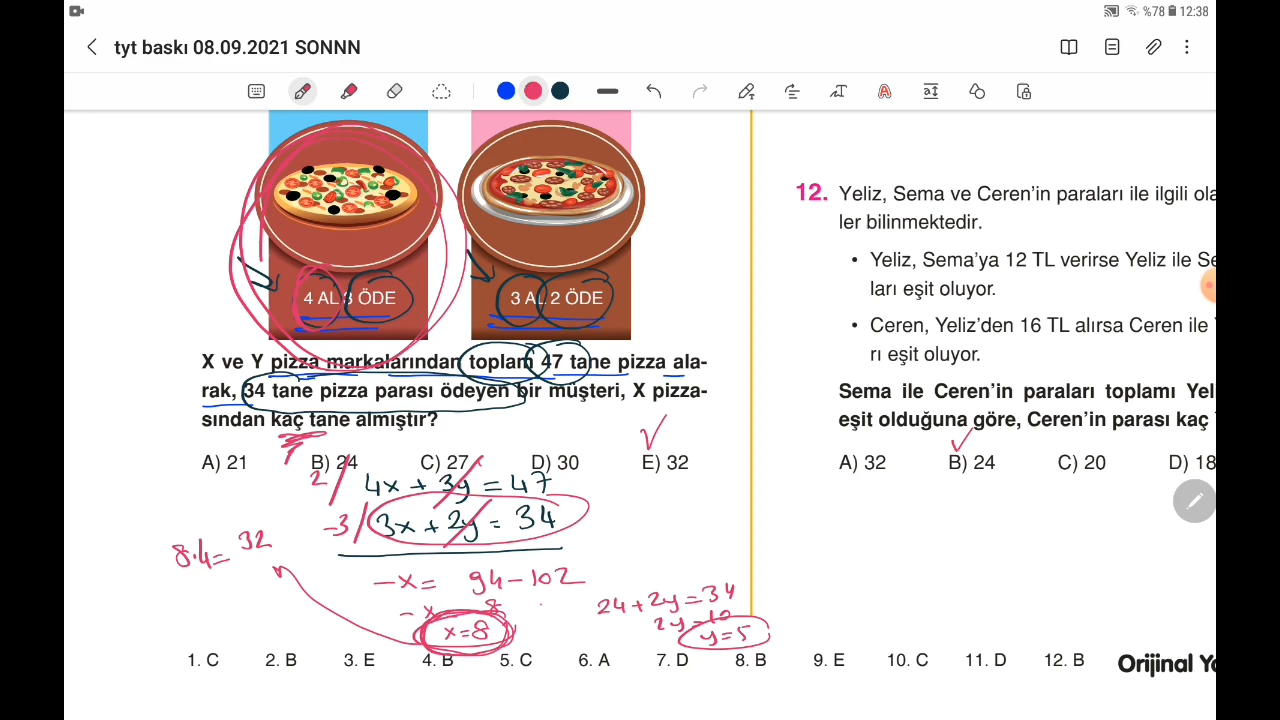 %78 12:38
tyt baskı 08.09.2021 SONNN
4 AL 3 ÖDE
3 AL 2 ÖDE
X ve Y pizza markalarından toplam 47 tane pizza ala-
rak, 34 tane pizza parası ödeyen bir müşteri, X pizza-
sından kaç tane almıştır?
A) 21 B) 24 C) 27 D) 30 E) 32
2/ 4x + 3y = 47
-3/ 3x + 2y = 34
-x = 94 - 102
-x = -8
x=8
8.4= 32
24 + 2y = 34
2y = 10
y=5
12. Yeliz, Sema ve Ceren'in paraları ile ilgili
ler bilinmektedir.
• Yeliz, Sema'ya 12 TL verirse Yeliz ile
ları eşit oluyor.
• Ceren, Yeliz'den 16 TL alırsa Ceren ile
rı eşit oluyor.
Sema ile Ceren'in paraları toplamı
eşit olduğuna göre, Ceren'in parası kaç
A) 32 B) 24 C) 20 D) 18
1. C 2. B 3. E 4. B 5. C 6. A 7. D 8. B 9. E 10. C 11. D 12. B Orijinal